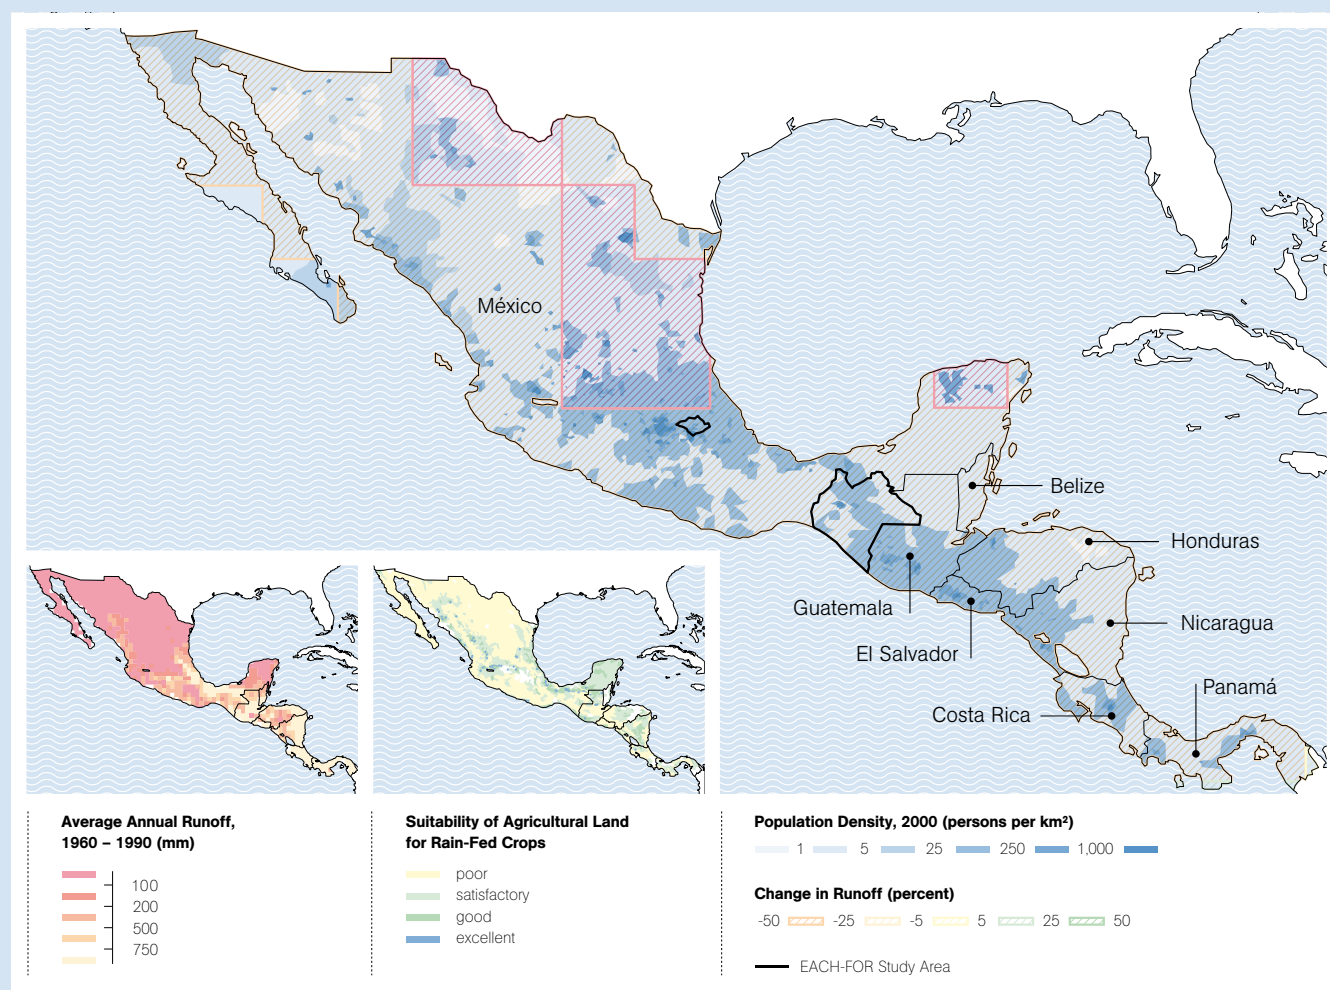 México
Belize
Honduras
Guatemala
Nicaragua
El Salvador
Panamá
Costa Rica
Average Annual Runoff,
1960 – 1990 (mm)
100
200
500
750
Suitability of Agricultural Land
for Rain-Fed Crops
poor
satisfactory
good
excellent
Population Density, 2000 (persons per km²)
1 5 25 250 1,000
Change in Runoff (percent)
-50 -25 -5 5 25 50
EACH-FOR Study Area